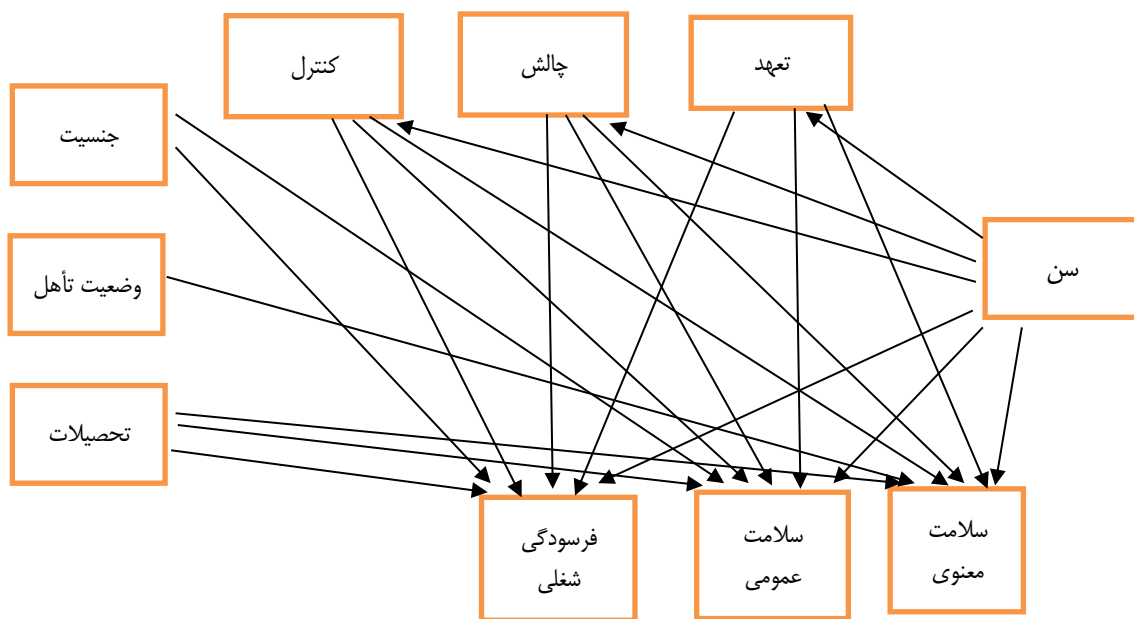 تعهد
چالش
کنترل
جنسیت
سن
وضعیت تأهل
تحصیلات
سلامت
معنوی
سلامت
عمومی
فرسودگی
شغلی